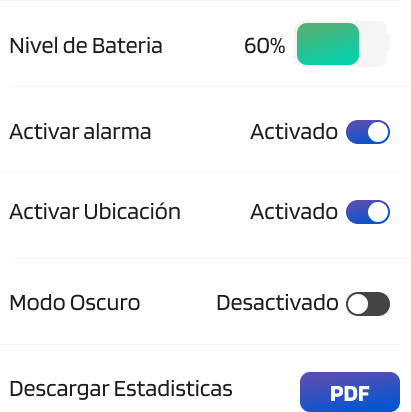 Nivel de Bateria 60%
Activar alarma Activado
Activar Ubicación Activado
Modo Oscuro Desactivado
Descargar Estadisticas PDF